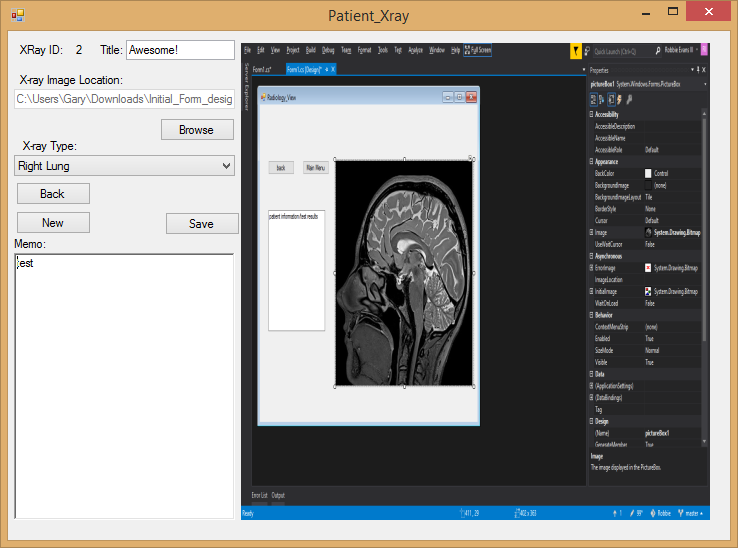 Patient_Xray
XRay ID: 2 Title: Awesome!
X-ray Image Location:
C:\Users\Gary\Downloads\Initial_Form_desig
Browse
X-ray Type:
Right Lung
Back
New Save
Memo:
test
File Edit View Project Build Debug Team Format Tools Test Analyze Window Help Full Screen
Quick Launch (Ctrl+Q) Robbie Evans III R
Server Explorer
Form1.cs* Form1.cs [Design]*
Radiology_View
back Main Menu
patient information/test results
Properties
pictureBox1 System.Windows.Forms.PictureBox
Accessibility
AccessibleDescription
AccessibleName
AccessibleRole Default
Appearance
BackColor Control
BackgroundImage (none)
BackgroundImageLayout Tile
BorderStyle None
Cursor Default
Image System.Drawing.Bitmap
UseWaitCursor False
Asynchronous
ErrorImage System.Drawing.Bitmap
ImageLocation
InitialImage System.Drawing.Bitmap
WaitOnLoad False
Behavior
ContextMenuStrip (none)
Enabled True
SizeMode Normal
Visible True
Data
(ApplicationSettings)
(DataBindings)
Tag
Design
(Name) pictureBox1
GenerateMember True
Image
The image displayed in the PictureBox.
Error List Output
Ready 411, 29 402 x 363 1 99* Robbie master